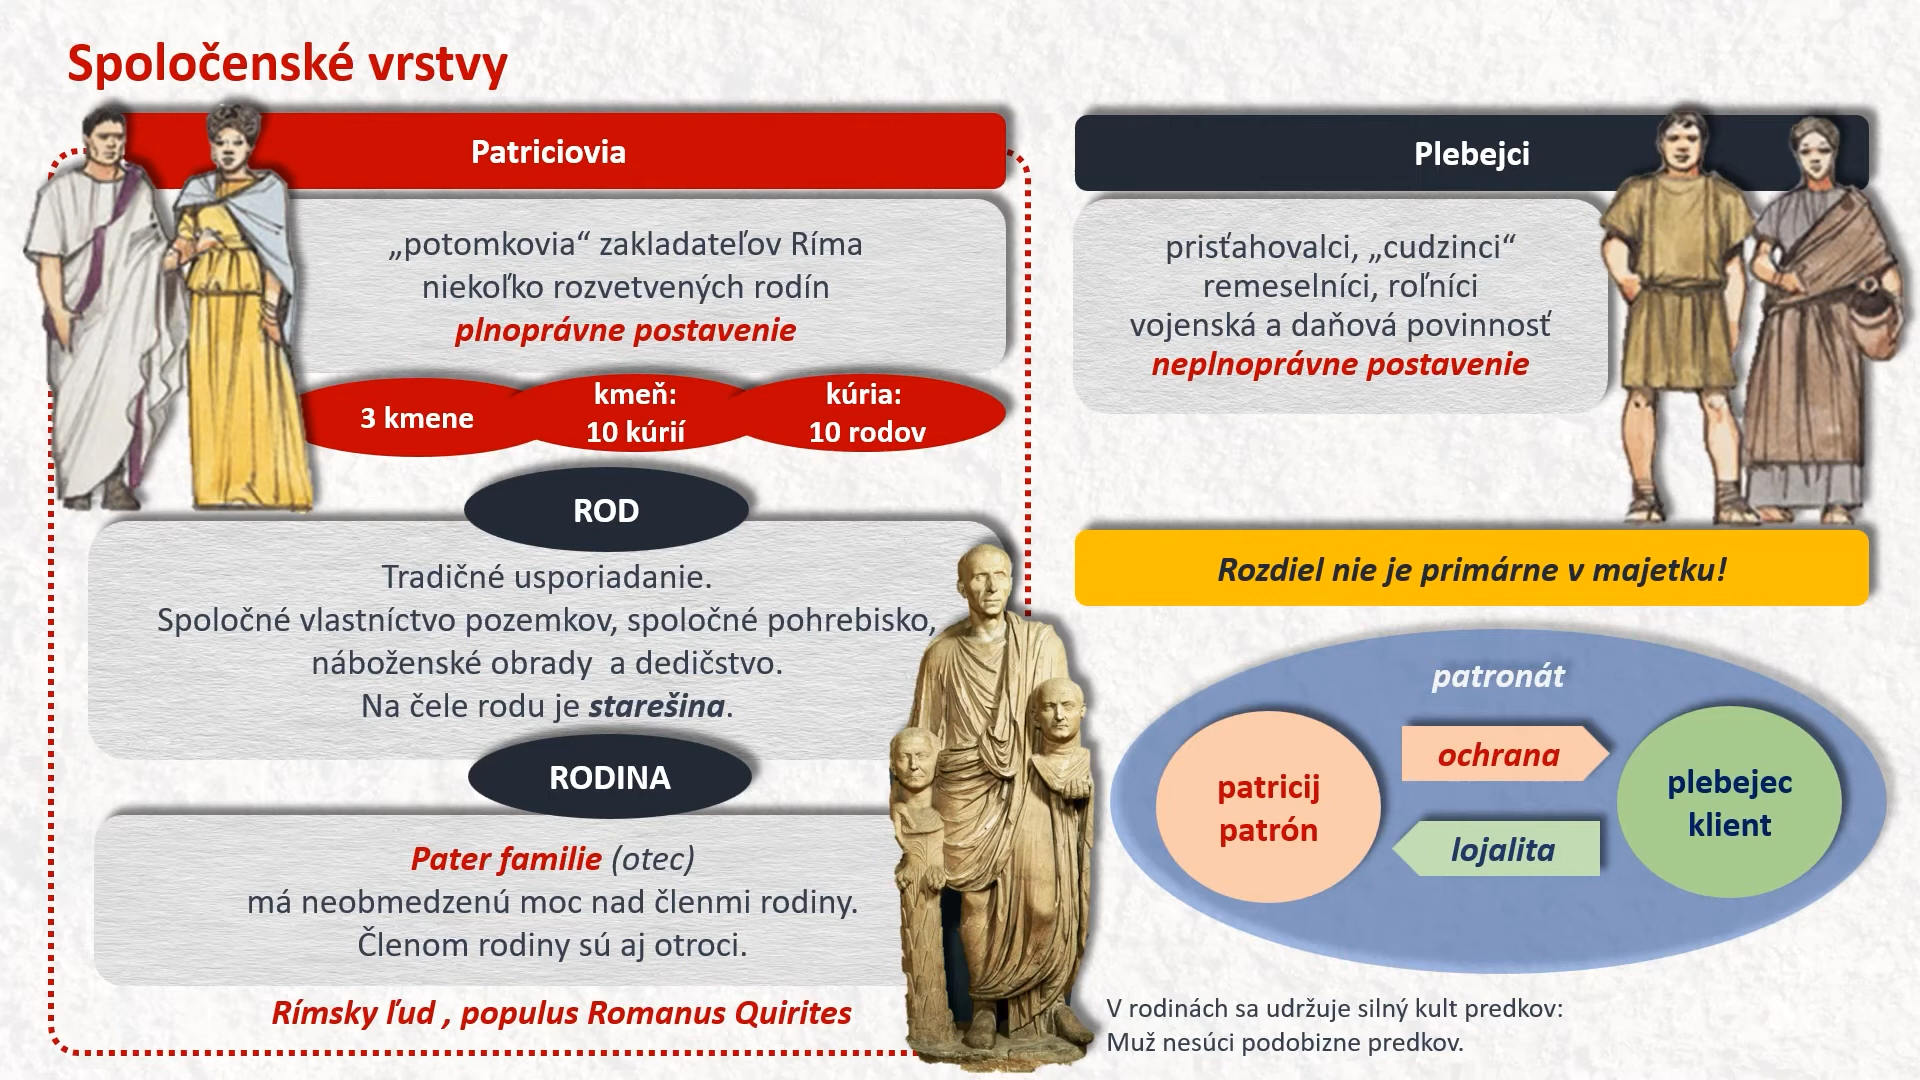 Spoločenské vrstvy
Patriciovia
„potomkovia“ zakladateľov Ríma
niekoľko rozvetvených rodín
plnoprávne postavenie
3 kmene
kmeň:
10 kúrií
kúria:
10 rodov
ROD
Tradičné usporiadanie.
Spoločné vlastníctvo pozemkov, spoločné pohrebisko,
náboženské obrady  a dedičstvo.
Na čele rodu je starešina.
RODINA
Pater familie (otec)
má neobmedzenú moc nad členmi rodiny.
Členom rodiny sú aj otroci.
Rímsky ľud , populus Romanus Quirites
Plebejci
prisťahovalci, „cudzinci“
remeselníci, roľníci
vojenská a daňová povinnosť
neplnoprávne postavenie
Rozdiel nie je primárne v majetku!
patronát
patricij
patrón
ochrana
lojalita
plebejec
klient
V rodinách sa udržuje silný kult predkov:
Muž nesúci podobizne predkov.